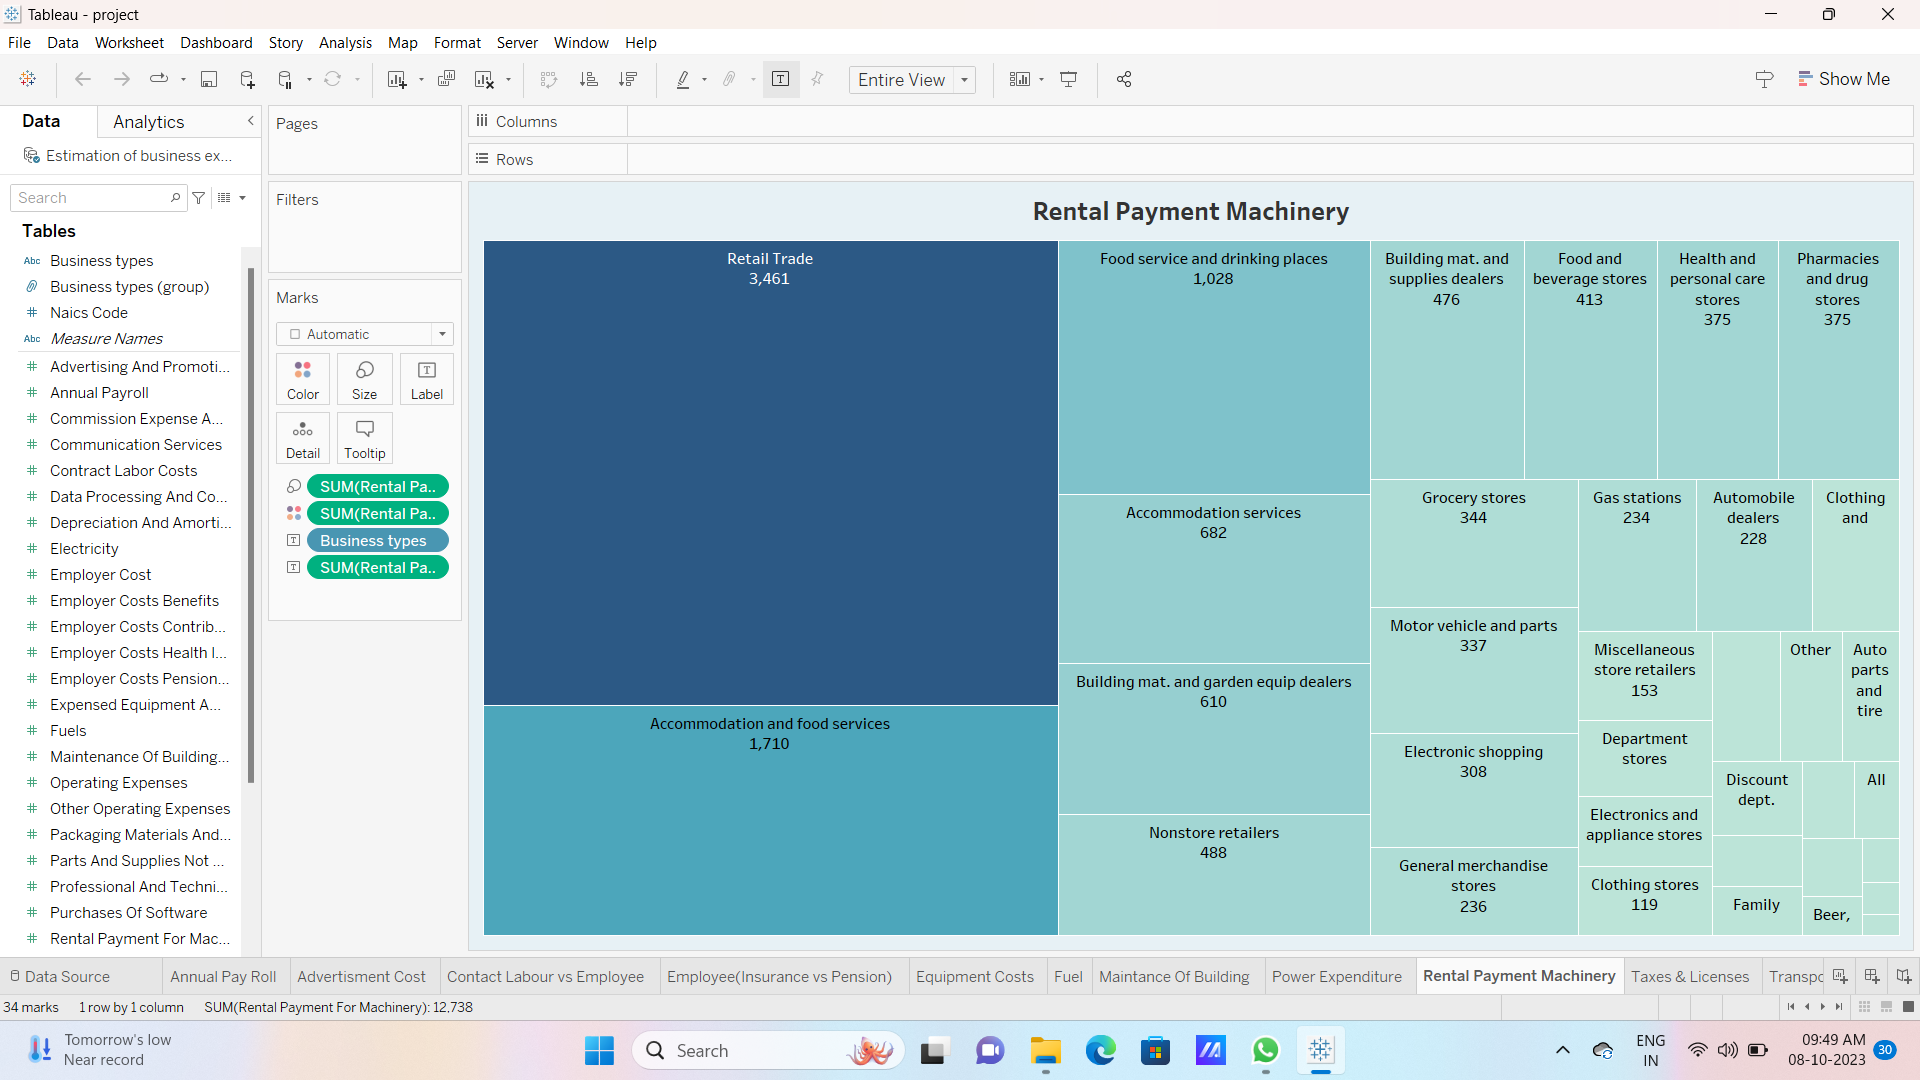 Tableau - project
File Data Worksheet Dashboard Story Analysis Map Format Server Window Help
Entire View
Show Me
Data Analytics
Estimation of business ex...
Search
Tables
Abc Business types
Business types (group)
# Naics Code
Abc Measure Names
# Advertising And Promoti...
# Annual Payroll
# Commission Expense A...
# Communication Services
# Contract Labor Costs
# Data Processing And Co...
# Depreciation And Amorti...
# Electricity
# Employer Cost
# Employer Costs Benefits
# Employer Costs Contrib...
# Employer Costs Health I...
# Employer Costs Pension...
# Expensed Equipment A...
# Fuels
# Maintenance Of Building...
# Operating Expenses
# Other Operating Expenses
# Packaging Materials And...
# Parts And Supplies Not ...
# Professional And Techni...
# Purchases Of Software
# Rental Payment For Mac...
Pages
Filters
Marks
Automatic
Color Size Label
Detail Tooltip
SUM(Rental Pa..
SUM(Rental Pa..
Business types
SUM(Rental Pa..
Columns
Rows
Rental Payment Machinery
Retail Trade
3,461
Accommodation and food services
1,710
Food service and drinking places
1,028
Accommodation services
682
Building mat. and garden equip dealers
610
Nonstore retailers
488
Building mat. and
supplies dealers
476
Food and
beverage stores
413
Health and
personal care
stores
375
Pharmacies
and drug
stores
375
Grocery stores
344
Motor vehicle and parts
337
Electronic shopping
308
General merchandise
stores
236
Gas stations
234
Automobile
dealers
228
Clothing
and
Miscellaneous
store retailers
153
Department
stores
Electronics and
appliance stores
Clothing stores
119
Other
Auto
parts
and
tire
Discount
dept.
All
Family
Beer,
Data Source Annual Pay Roll Advertisment Cost Contact Labour vs Employee Employee(Insurance vs Pension) Equipment Costs Fuel Maintance Of Building Power Expenditure Rental Payment Machinery Taxes & Licenses Transpo
34 marks 1 row by 1 column SUM(Rental Payment For Machinery): 12,738
Tomorrow's low
Near record
Search
ENG
IN
09:49 AM
08-10-2023
30